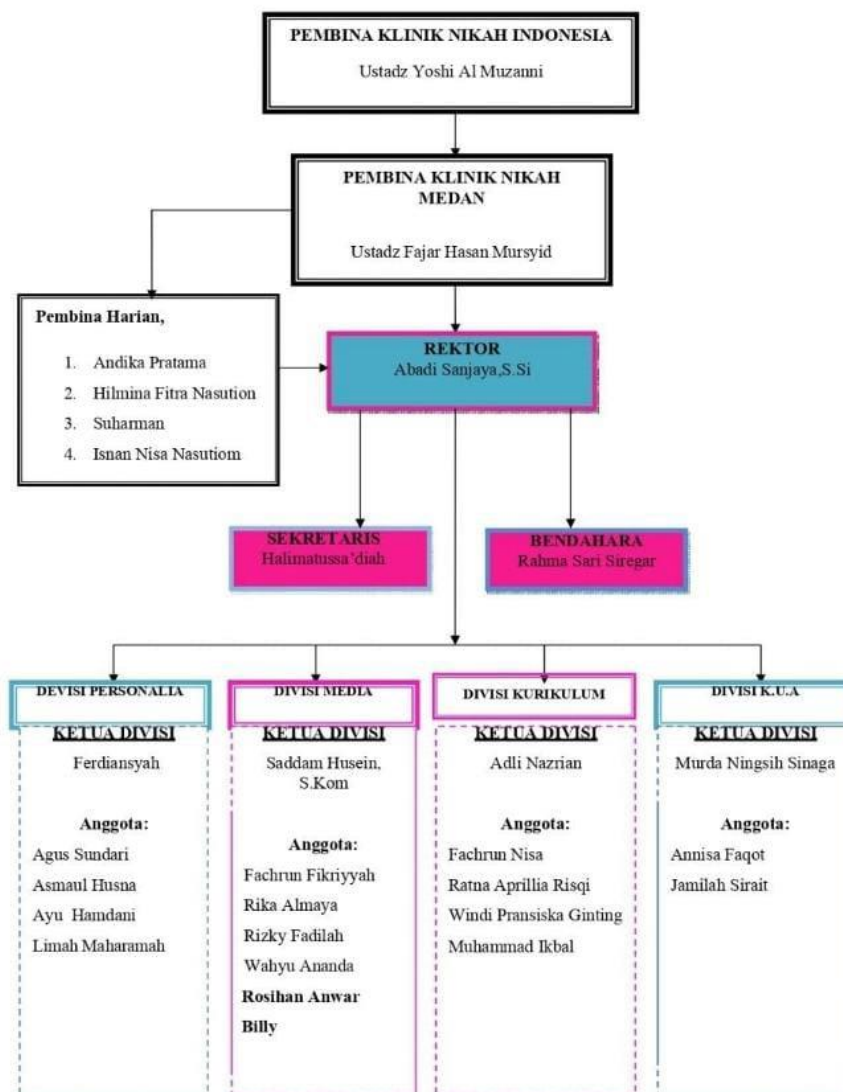 PEMBINA KLINIK NIKAH INDONESIA
Ustadz Yoshi Al Muzanni
PEMBINA KLINIK NIKAH
MEDAN
Ustadz Fajar Hasan Mursyid
Pembina Harian,
1. Andika Pratama
2. Hilmina Fitra Nasution
3. Suharman
4. Isnan Nisa Nasutiom
REKTOR
Abadi Sanjaya,S.Si
SEKRETARIS
Halimatussa'diah
BENDAHARA
Rahma Sari Siregar
DEVISI PERSONALIA
KETUA DIVISI
Ferdiansyah
Anggota:
Agus Sundari
Asmaul Husna
Ayu Hamdani
Limah Maharamah
DIVISI MEDIA
KETUA DIVISI
Saddam Husein,
S.Kom
Anggota:
Fachrun Fikriyyah
Rika Almaya
Rizky Fadilah
Wahyu Ananda
Rosihan Anwar
Billy
DIVISI KURIKULUM
KETUA DIVISI
Adli Nazrian
Anggota:
Fachrun Nisa
Ratna Aprillia Risqi
Windi Pransiska Ginting
Muhammad Ikbal
DIVISI K.U.A
KETUA DIVISI
Murda Ningsih Sinaga
Anggota:
Annisa Faqot
Jamilah Sirait